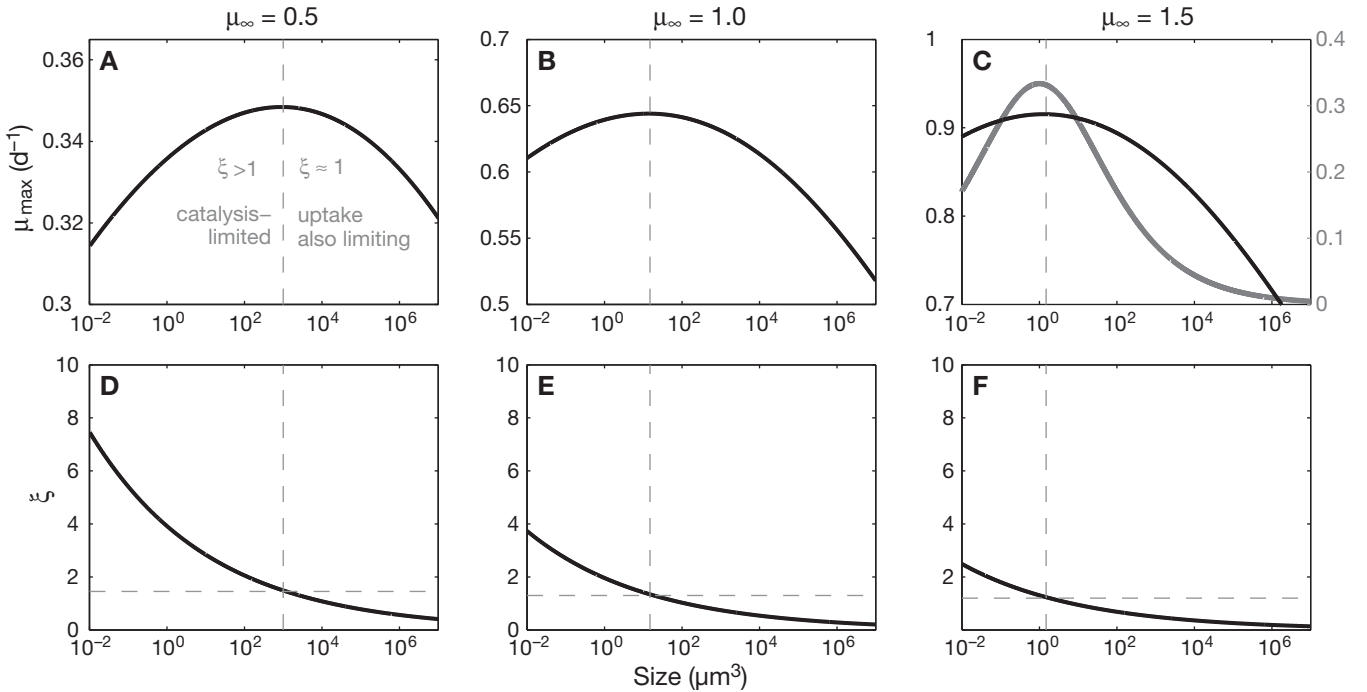 μ∞ = 0.5
μ∞ = 1.0
μ∞ = 1.5
A
B
C
0.36
0.34
0.32
0.3
0.7
0.65
0.6
0.55
0.5
1
0.9
0.8
0.7
0.4
0.3
0.2
0.1
0
μmax (d⁻¹)
ξ >1
ξ ≈ 1
catalysis–
limited
uptake
also limiting
10⁻² 10⁰ 10² 10⁴ 10⁶
10⁻² 10⁰ 10² 10⁴ 10⁶
10⁻² 10⁰ 10² 10⁴ 10⁶
D
E
F
10
8
6
4
2
0
10
8
6
4
2
0
10
8
6
4
2
0
ξ
10⁻² 10⁰ 10² 10⁴ 10⁶
10⁻² 10⁰ 10² 10⁴ 10⁶
10⁻² 10⁰ 10² 10⁴ 10⁶
Size (μm³)